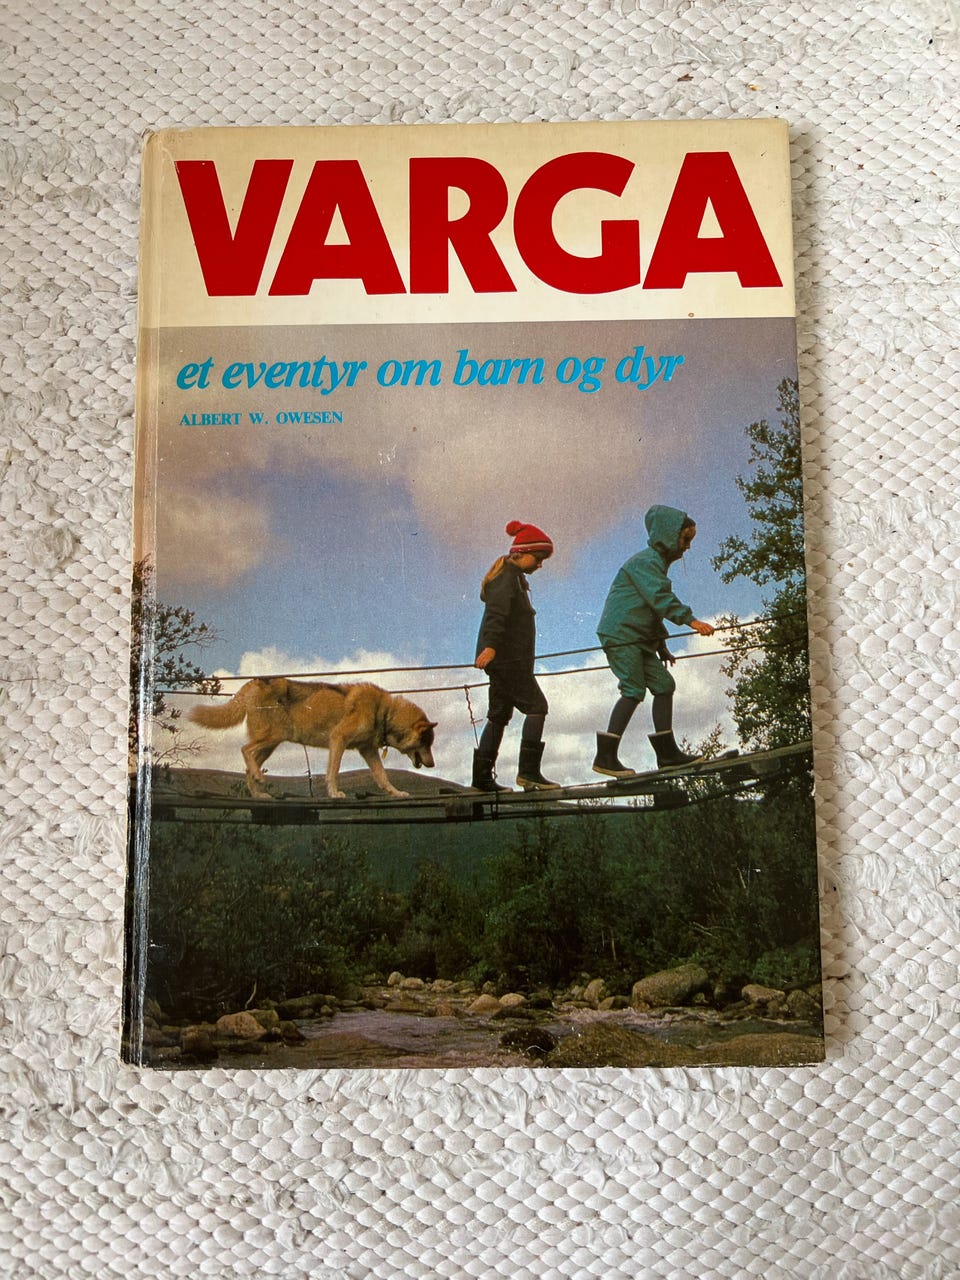 VARGA
et eventyr om barn og dyr
ALBERT W. OWESEN